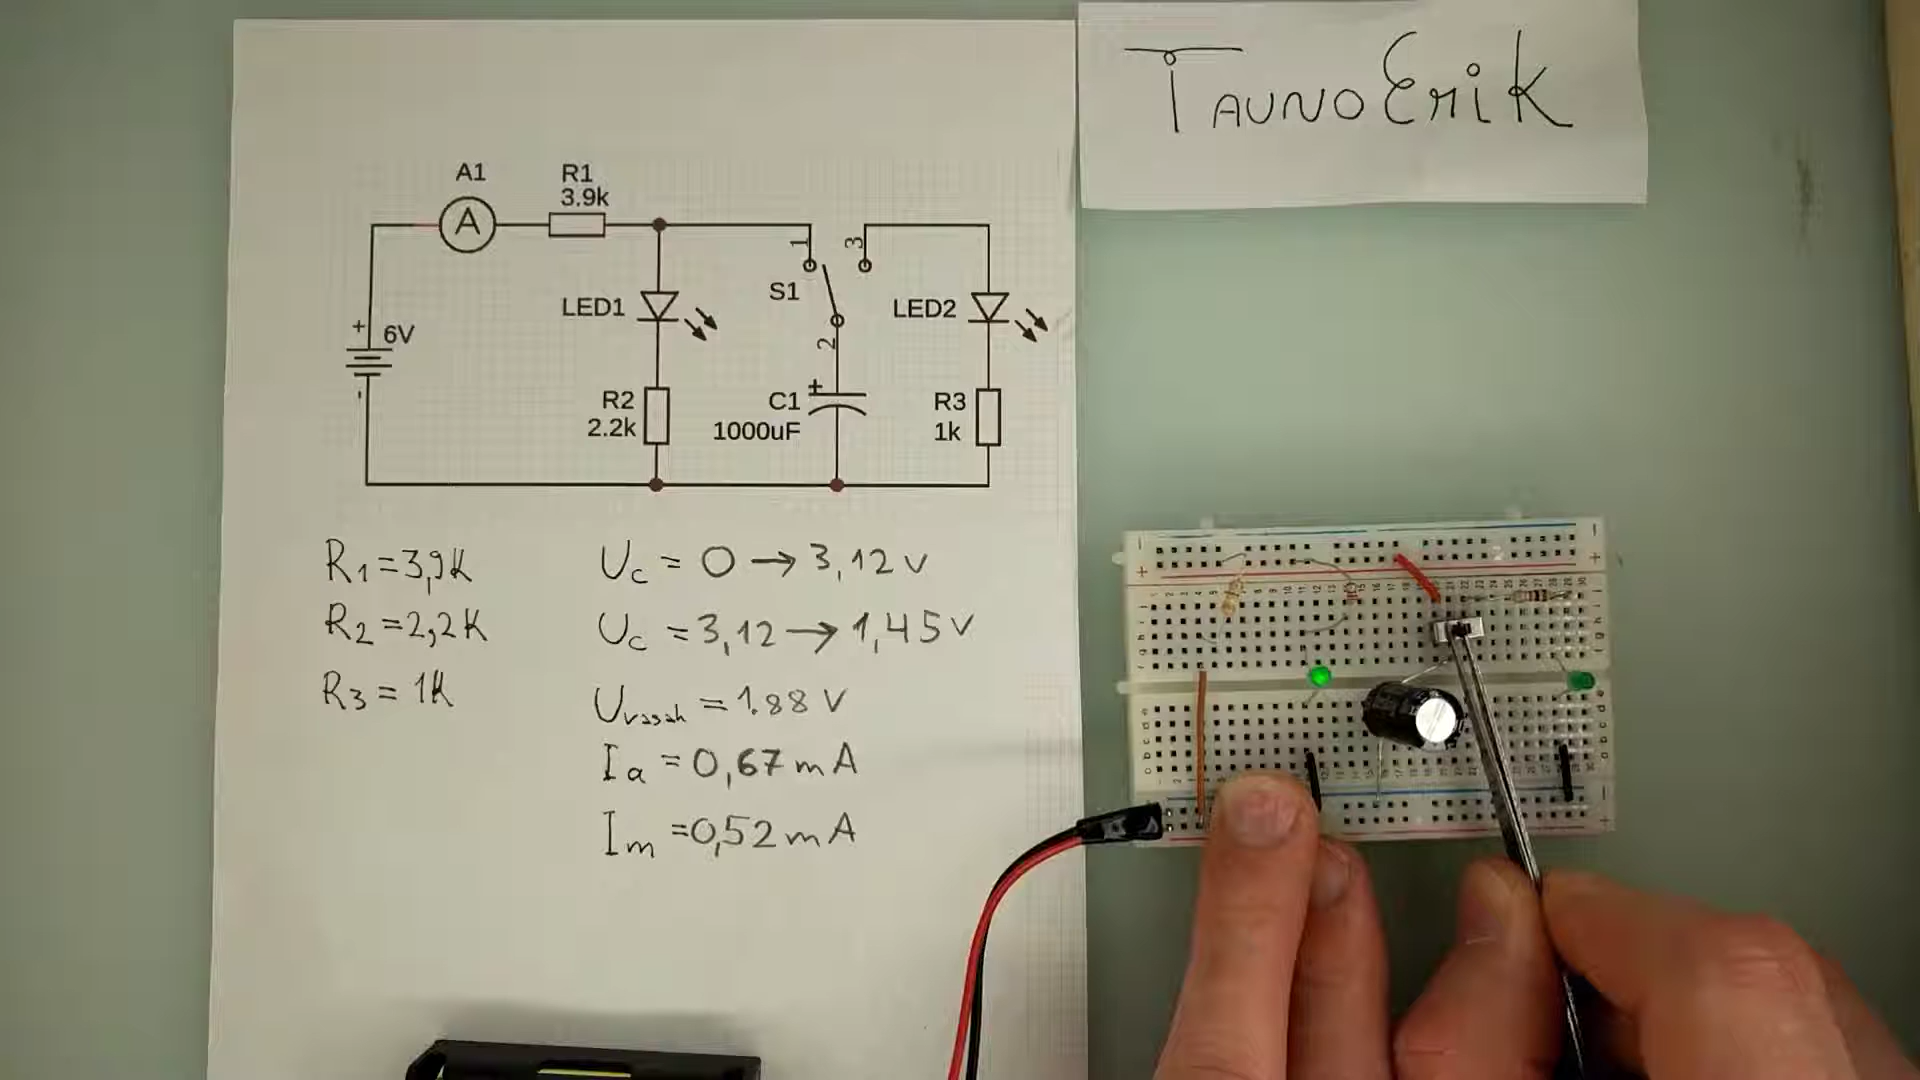 TAUNOErik
A1
R1
3.9k
A
1
3
S1
2
LED1
LED2
+
6V
-
R2
2.2k
C1
+
1000uF
R3
1k
R1=3,9K
R2=2,2K
R3=1K
Uc = 0 → 3,12 V
Uc = 3,12 → 1,45 V
U = 1.88 V
Ia = 0,67 mA
Im =0,52 mA